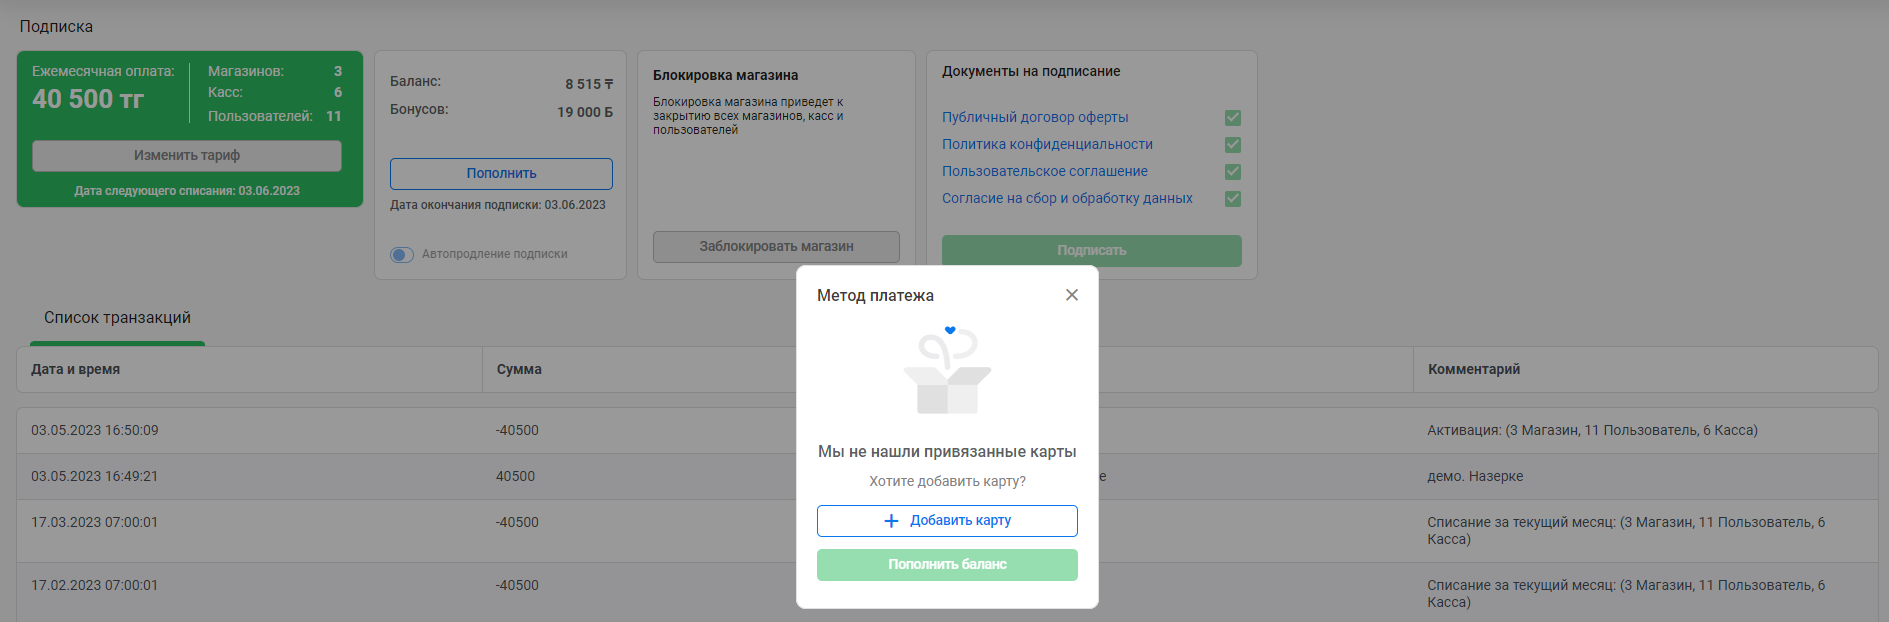 Подписка
Ежемесячная оплата:
40 500 тг
Магазинов: 3
Касс: 6
Пользователей: 11
Изменить тариф
Дата следующего списания: 03.06.2023
Баланс: 8 515 ₸
Бонусов: 19 000 Б
Пополнить
Дата окончания подписки: 03.06.2023
Автопродление подписки
Блокировка магазина
Блокировка магазина приведет к
закрытию всех магазинов, касс и
пользователей
Заблокировать магазин
Документы на подписание
Публичный договор оферты
Политика конфиденциальности
Пользовательское соглашение
Согласие на сбор и обработку данных
Подписать
Метод платежа
Мы не нашли привязанные карты
Хотите добавить карту?
+ Добавить карту
Пополнить баланс
Список транзакций
Дата и время Сумма Комментарий
03.05.2023 16:50:09 -40500 Активация: (3 Магазин, 11 Пользователь, 6 Касса)
03.05.2023 16:49:21 40500 е демо. Назерке
17.03.2023 07:00:01 -40500 Списание за текущий месяц: (3 Магазин, 11 Пользователь, 6
Касса)
17.02.2023 07:00:01 -40500 Списание за текущий месяц: (3 Магазин, 11 Пользователь, 6
Касса)